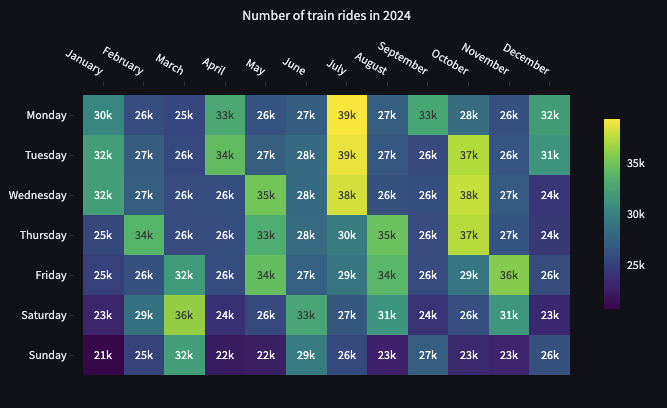 Number of train rides in 2024
January February March April May June July August September October November December
Monday 30k 26k 25k 33k 26k 27k 39k 27k 33k 28k 26k 32k
Tuesday 32k 27k 26k 34k 27k 28k 39k 27k 26k 37k 26k 31k
Wednesday 32k 27k 26k 26k 35k 28k 38k 26k 26k 38k 27k 24k
Thursday 25k 34k 26k 26k 33k 28k 30k 35k 26k 37k 27k 24k
Friday 25k 26k 32k 26k 34k 27k 29k 34k 26k 29k 36k 26k
Saturday 23k 29k 36k 24k 26k 33k 27k 31k 24k 26k 31k 23k
Sunday 21k 25k 32k 22k 22k 29k 26k 23k 27k 23k 23k 26k
35k
30k
25k